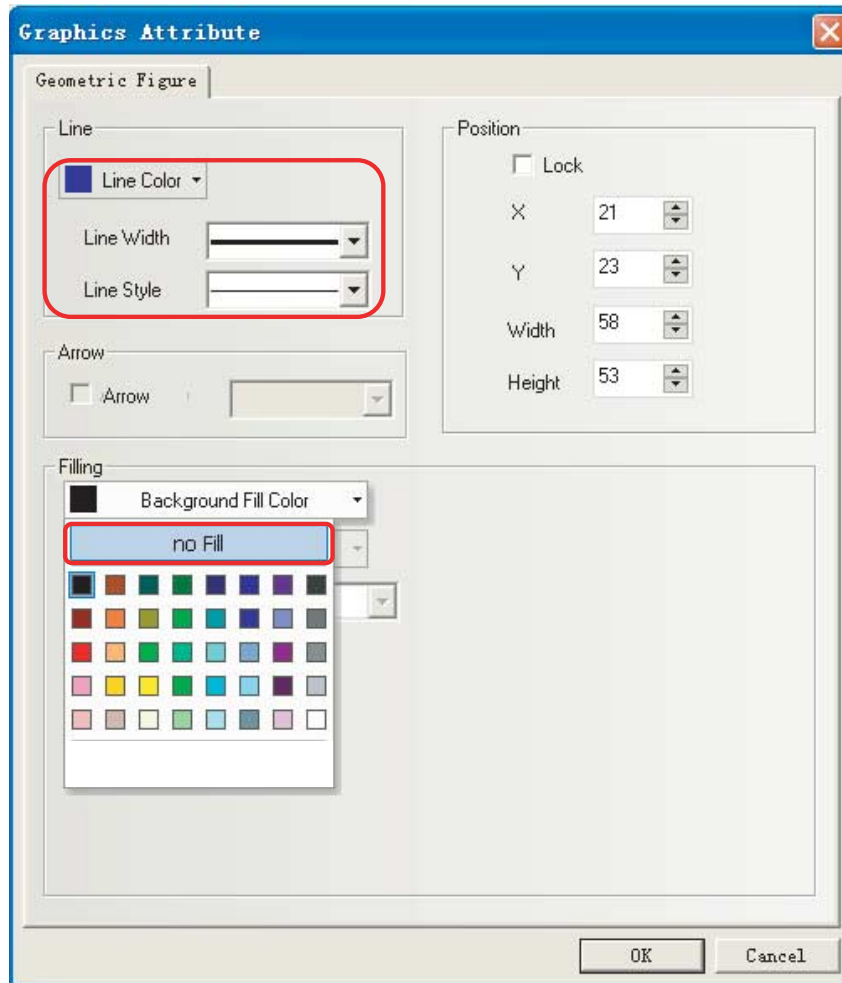 Graphics Attribute
Geometric Figure
Line
Line Color
Line Width
Line Style
Arrow
Arrow
Position
Lock
X 21
Y 23
Width 58
Height 53
Filling
Background Fill Color
no Fill
OK Cancel